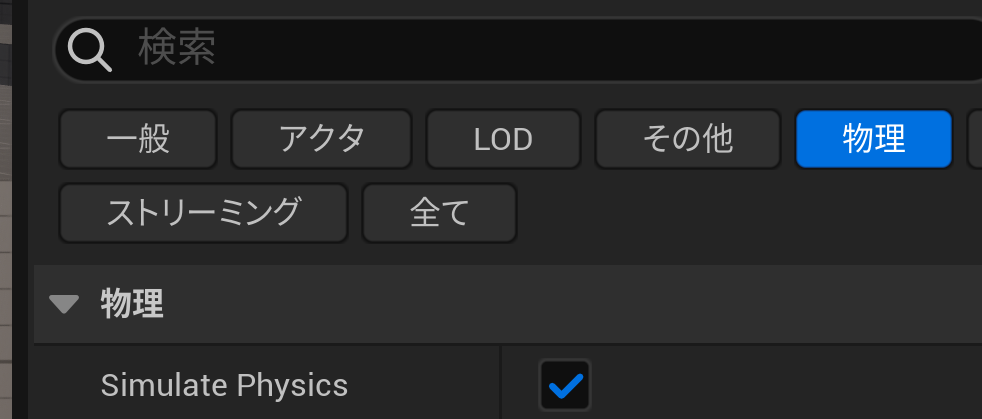 検索
一般 アクタ LOD その他 物理
ストリーミング 全て
物理
Simulate Physics